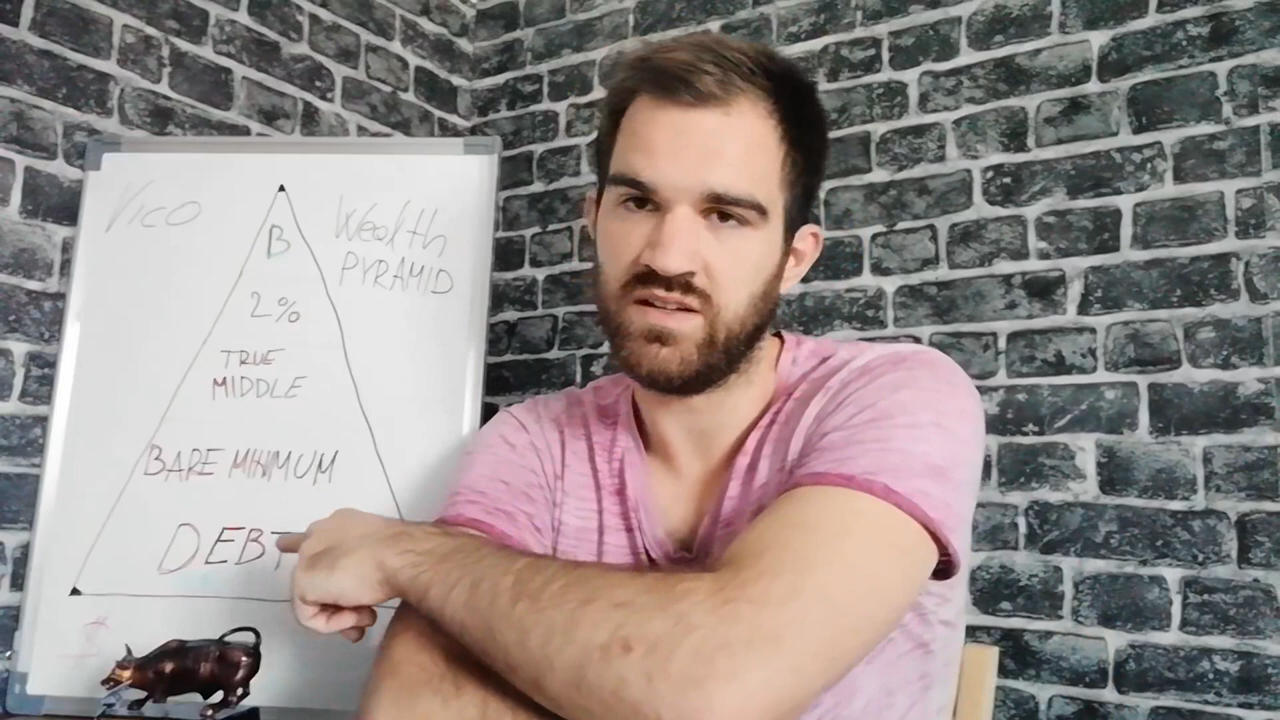 Vico
Wealth
PYRAMID
B
2%
TRUE
MIDDLE
BARE MINIMUM
DEBT
$